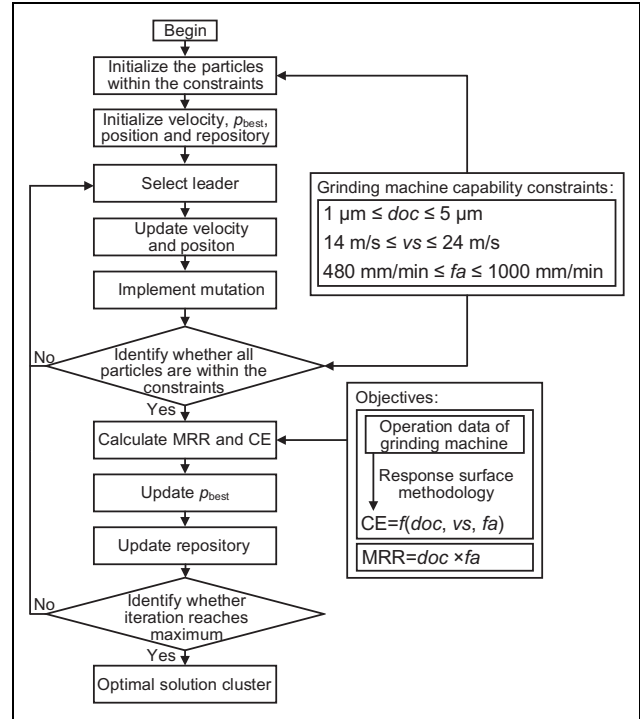 Begin
Initialize the particles
within the constraints
Initialize velocity, pbest,
position and repository
Select leader
Update velocity
and positon
Implement mutation
No
Identify whether all
particles are within the
constraints
Yes
Calculate MRR and CE
Update pbest
Update repository
No
Identify whether
iteration reaches
maximum
Yes
Optimal solution cluster
Grinding machine capability constraints:
1 μm ≤ doc ≤ 5 μm
14 m/s ≤ vs ≤ 24 m/s
480 mm/min ≤ fa ≤ 1000 mm/min
Objectives:
Operation data of
grinding machine
Response surface
methodology
CE=f(doc, vs, fa)
MRR=doc ×fa